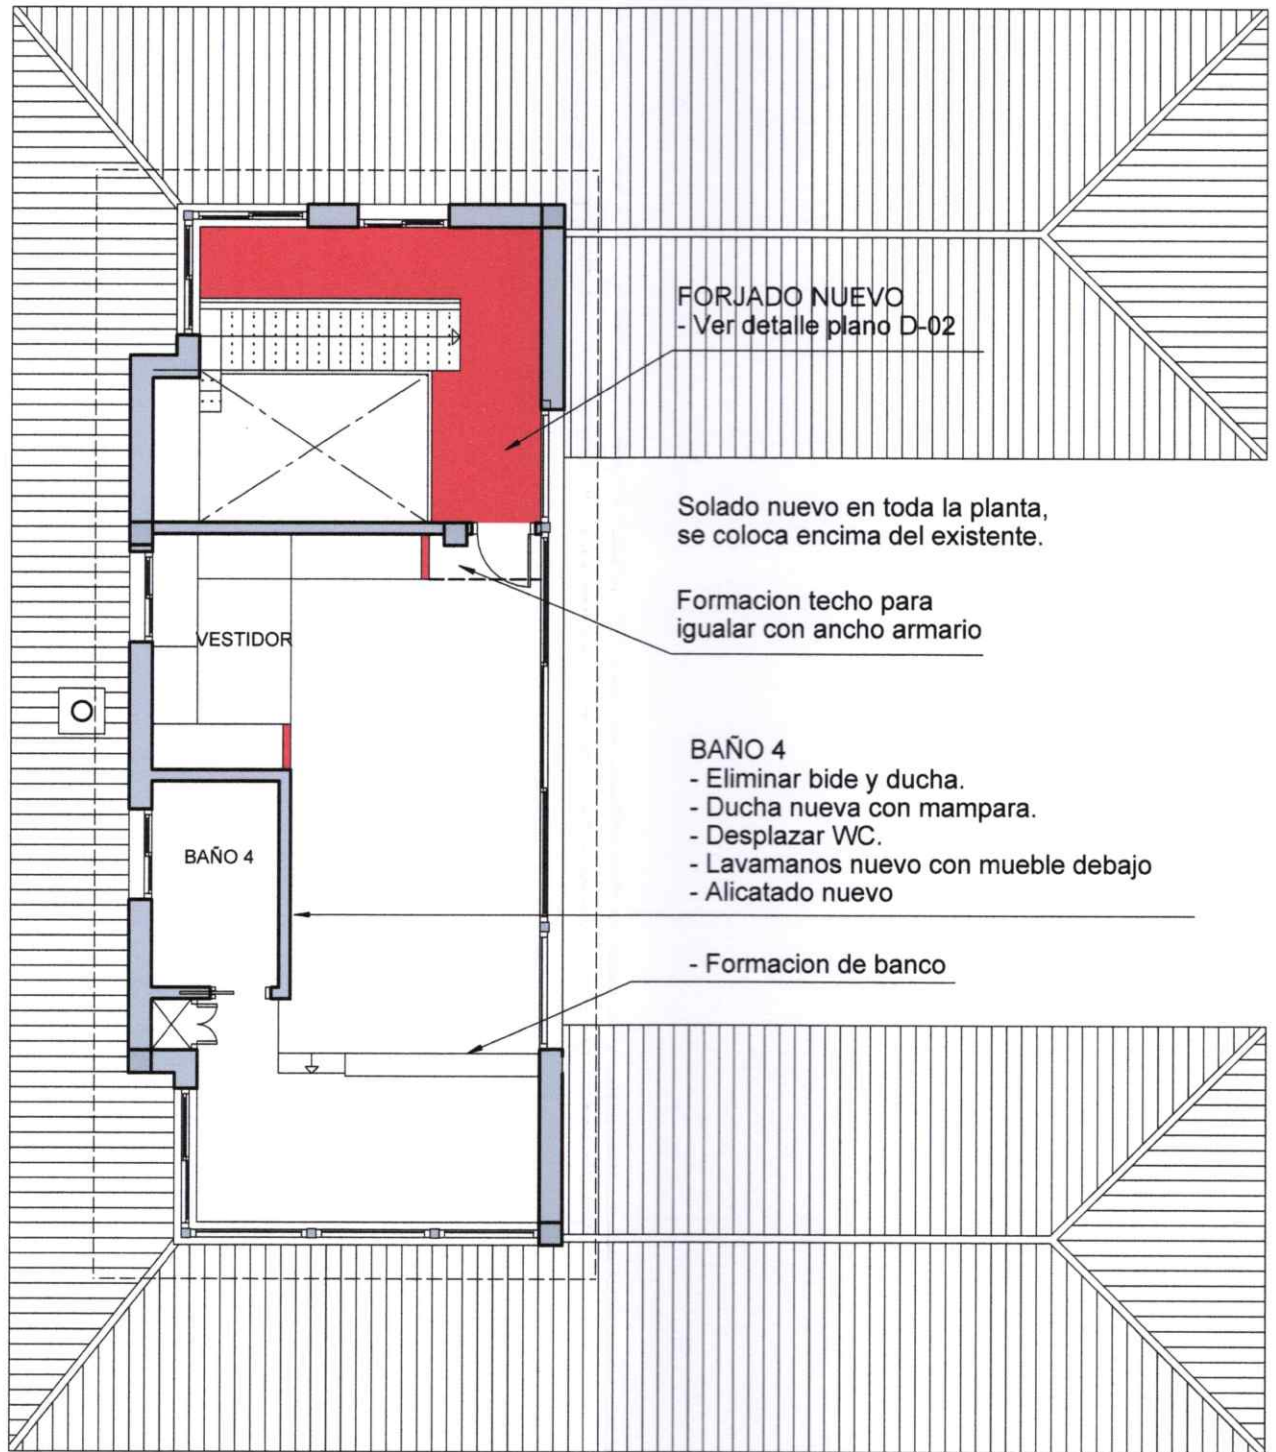 FORJADO NUEVO
- Ver detalle plano D-02
Solado nuevo en toda la planta,
se coloca encima del existente.
Formacion techo para
igualar con ancho armario
VESTIDOR
BAÑO 4
- Eliminar bide y ducha.
- Ducha nueva con mampara.
- Desplazar WC.
- Lavamanos nuevo con mueble debajo
- Alicatado nuevo
BAÑO 4
- Formacion de banco